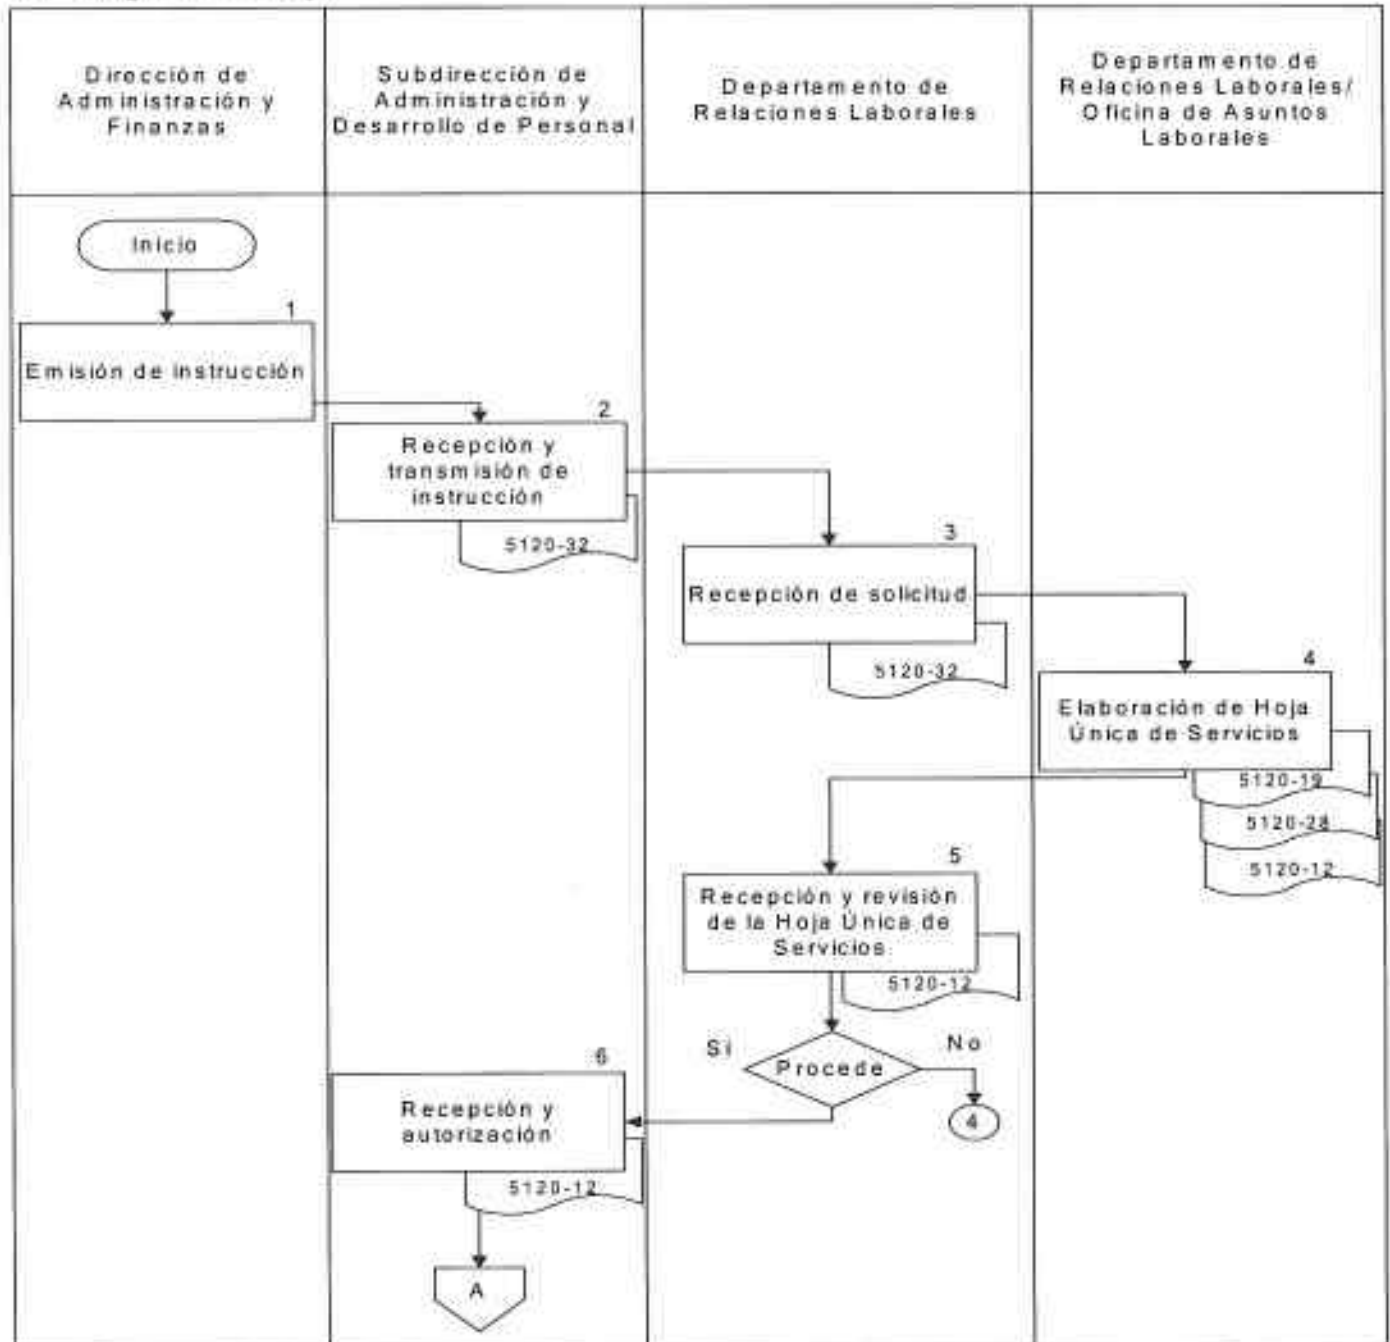 Dirección de
Administración y
Finanzas
Subdirección de
Administración y
Desarrollo de Personal
Departamento de
Relaciones Laborales
Departamento de
Relaciones Laborales/
Oficina de Asuntos
Laborales
Inicio
1
Emisión de instrucción
2
Recepción y
transmisión de
instrucción
5120-32
3
Recepción de solicitud
5120-32
4
Elaboración de Hoja
Única de Servicios
5120-19
5120-28
5120-12
5
Recepción y revisión
de la Hoja Única de
Servicios
5120-12
Si
Procede
No
4
6
Recepción y
autorización
5120-12
A